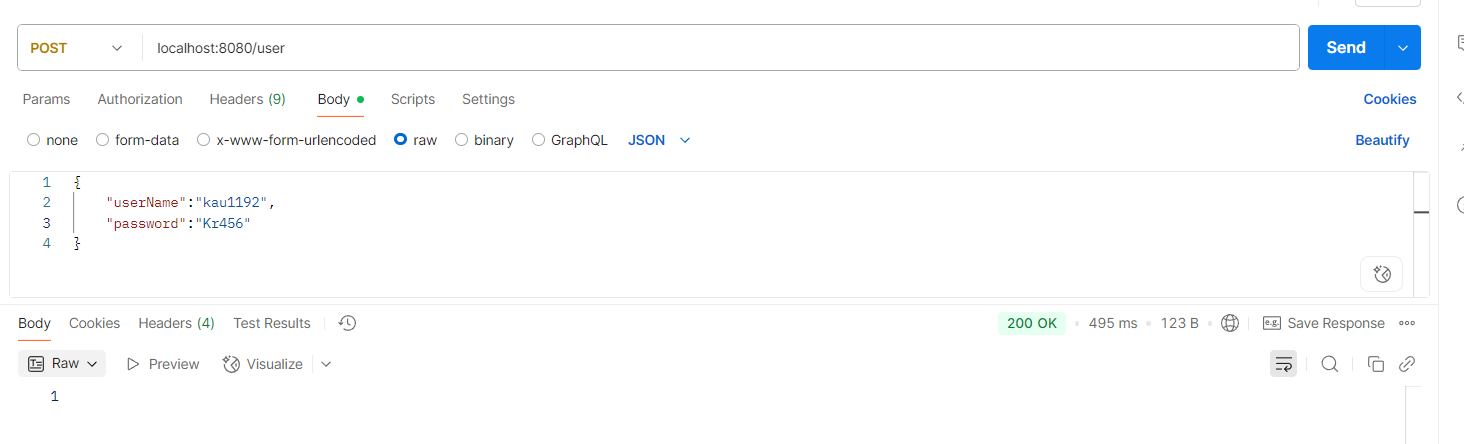 POST localhost:8080/user Send
Params Authorization Headers (9) Body Scripts Settings Cookies
none form-data x-www-form-urlencoded raw binary GraphQL JSON Beautify
1 {
2 "userName":"kau1192",
3 "password":"Kr456"
4 }
Body Cookies Headers (4) Test Results 200 OK 495 ms 123 B e.g. Save Response
Raw Preview Visualize
1